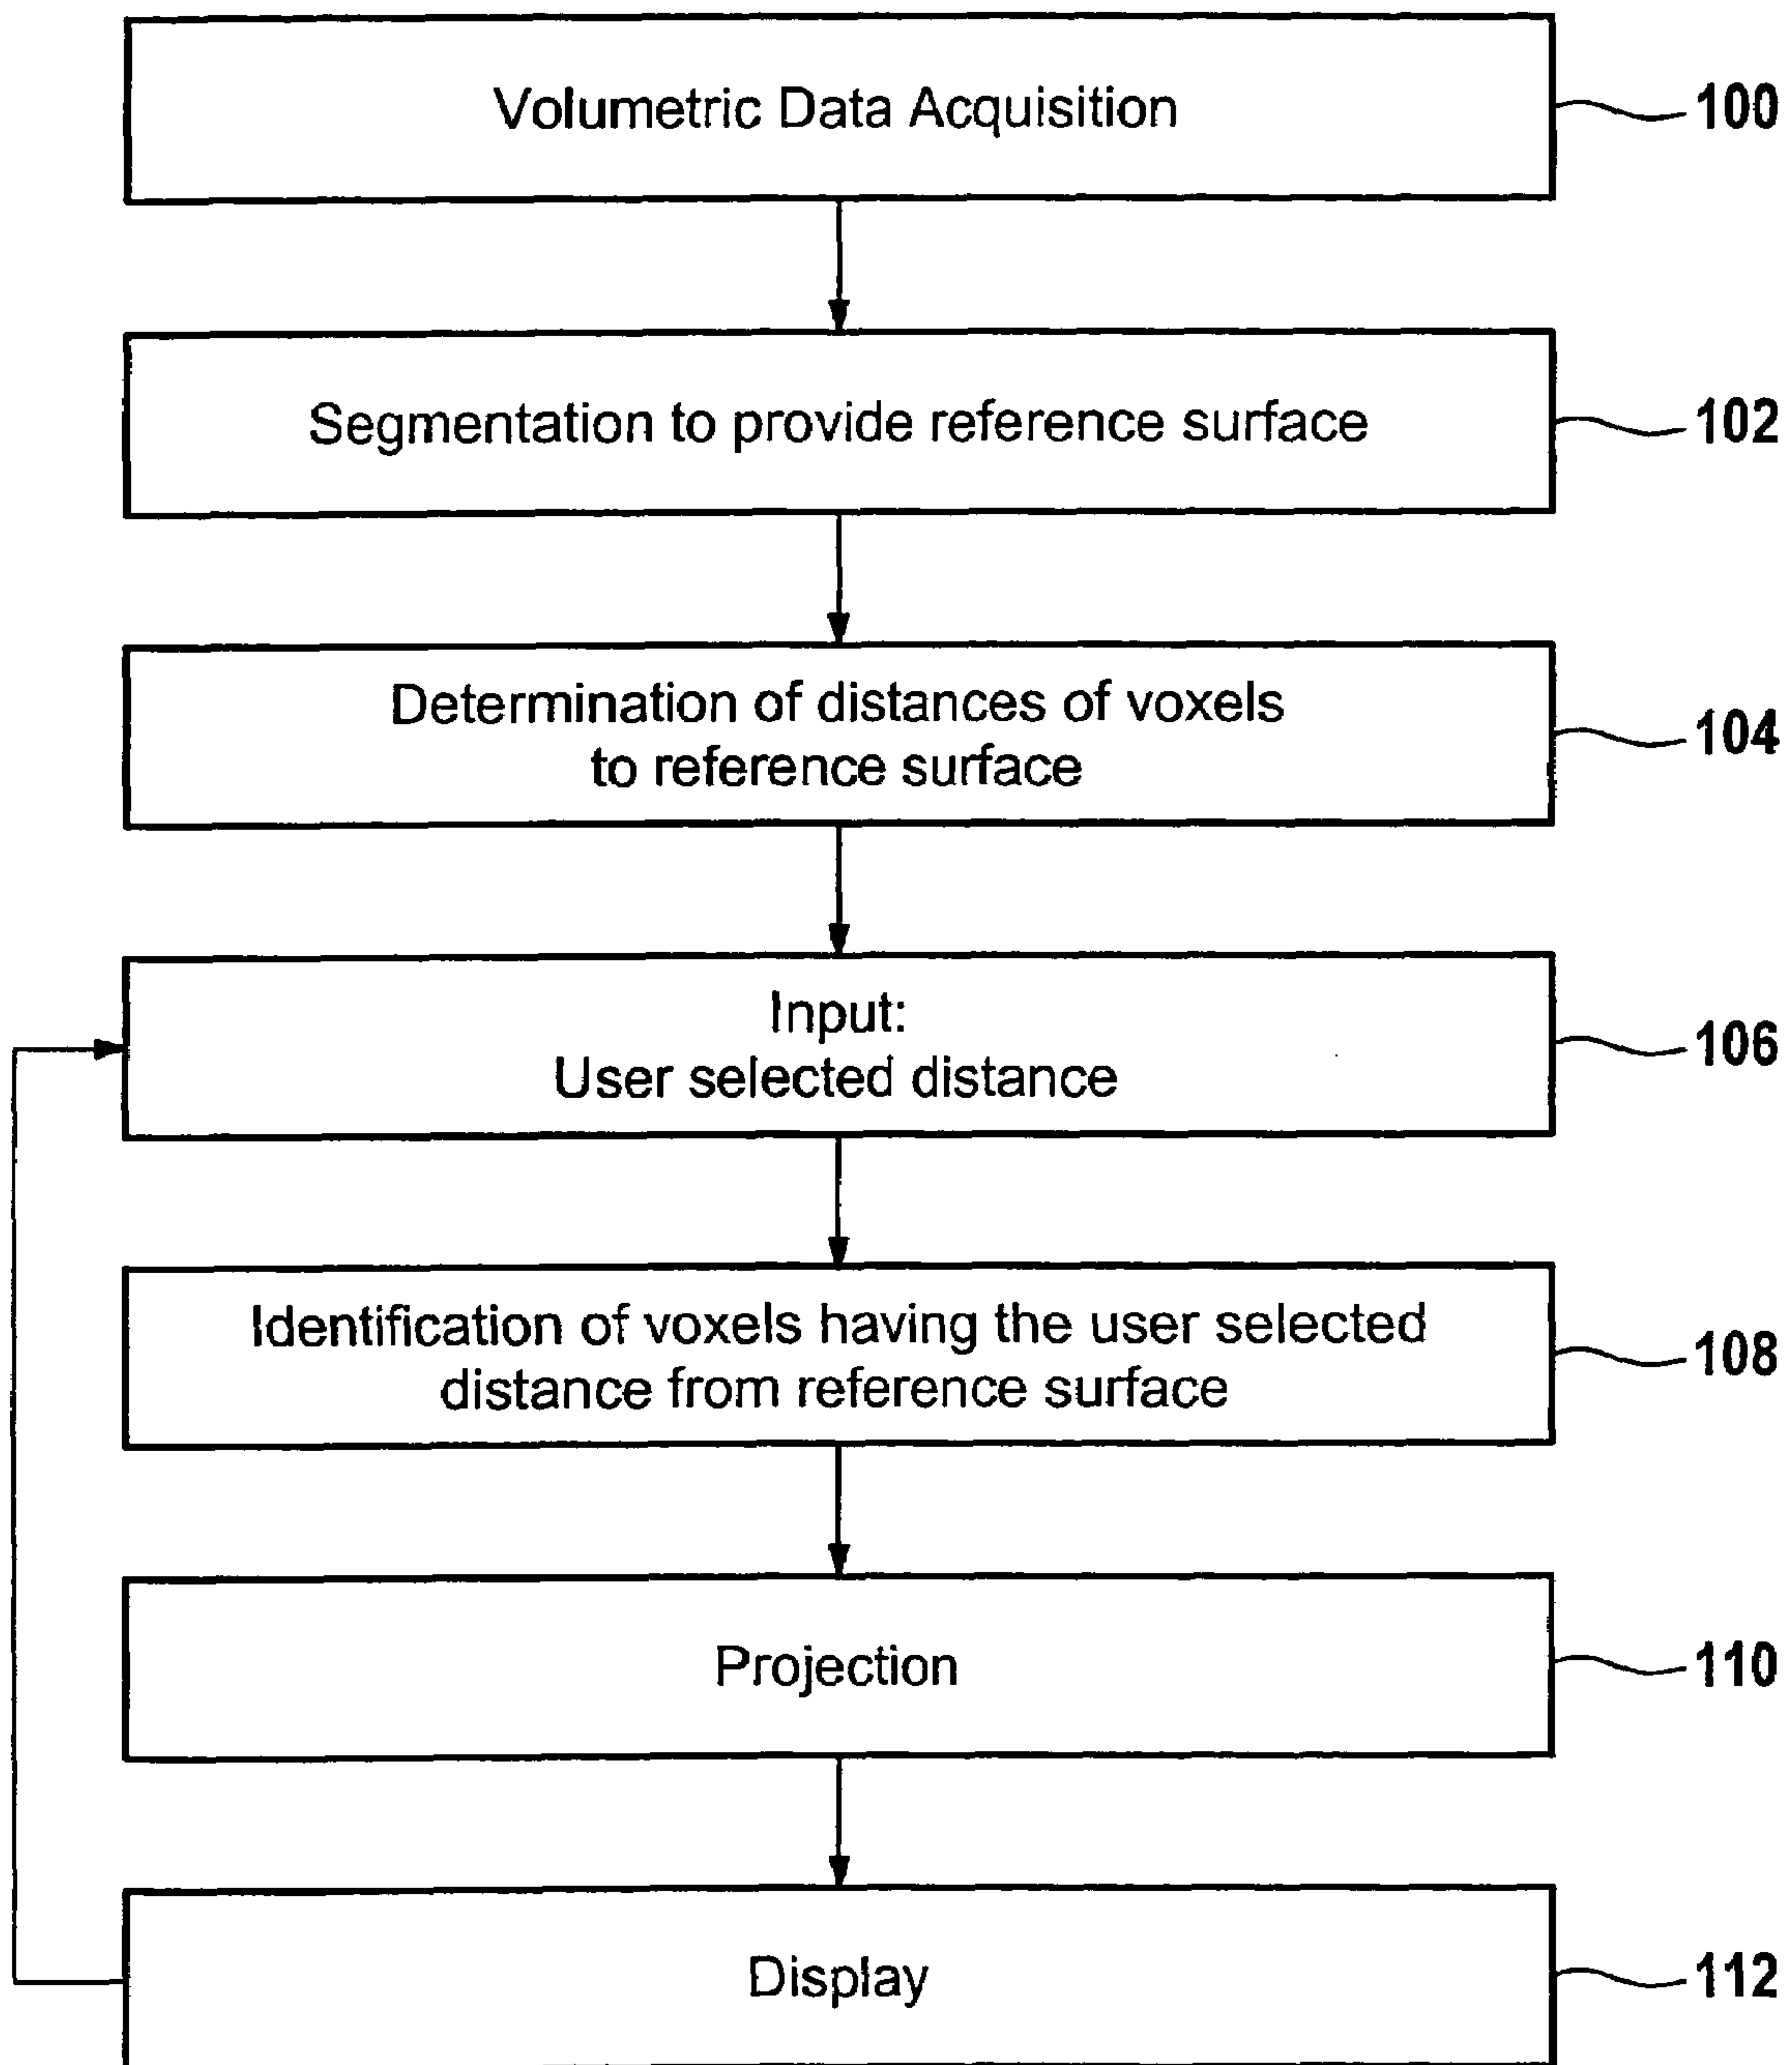 Volumetric Data Acquisition
100
Segmentation to provide reference surface
102
Determination of distances of voxels
to reference surface
104
Input:
User selected distance
106
Identification of voxels having the user selected
distance from reference surface
108
Projection
110
Display
112